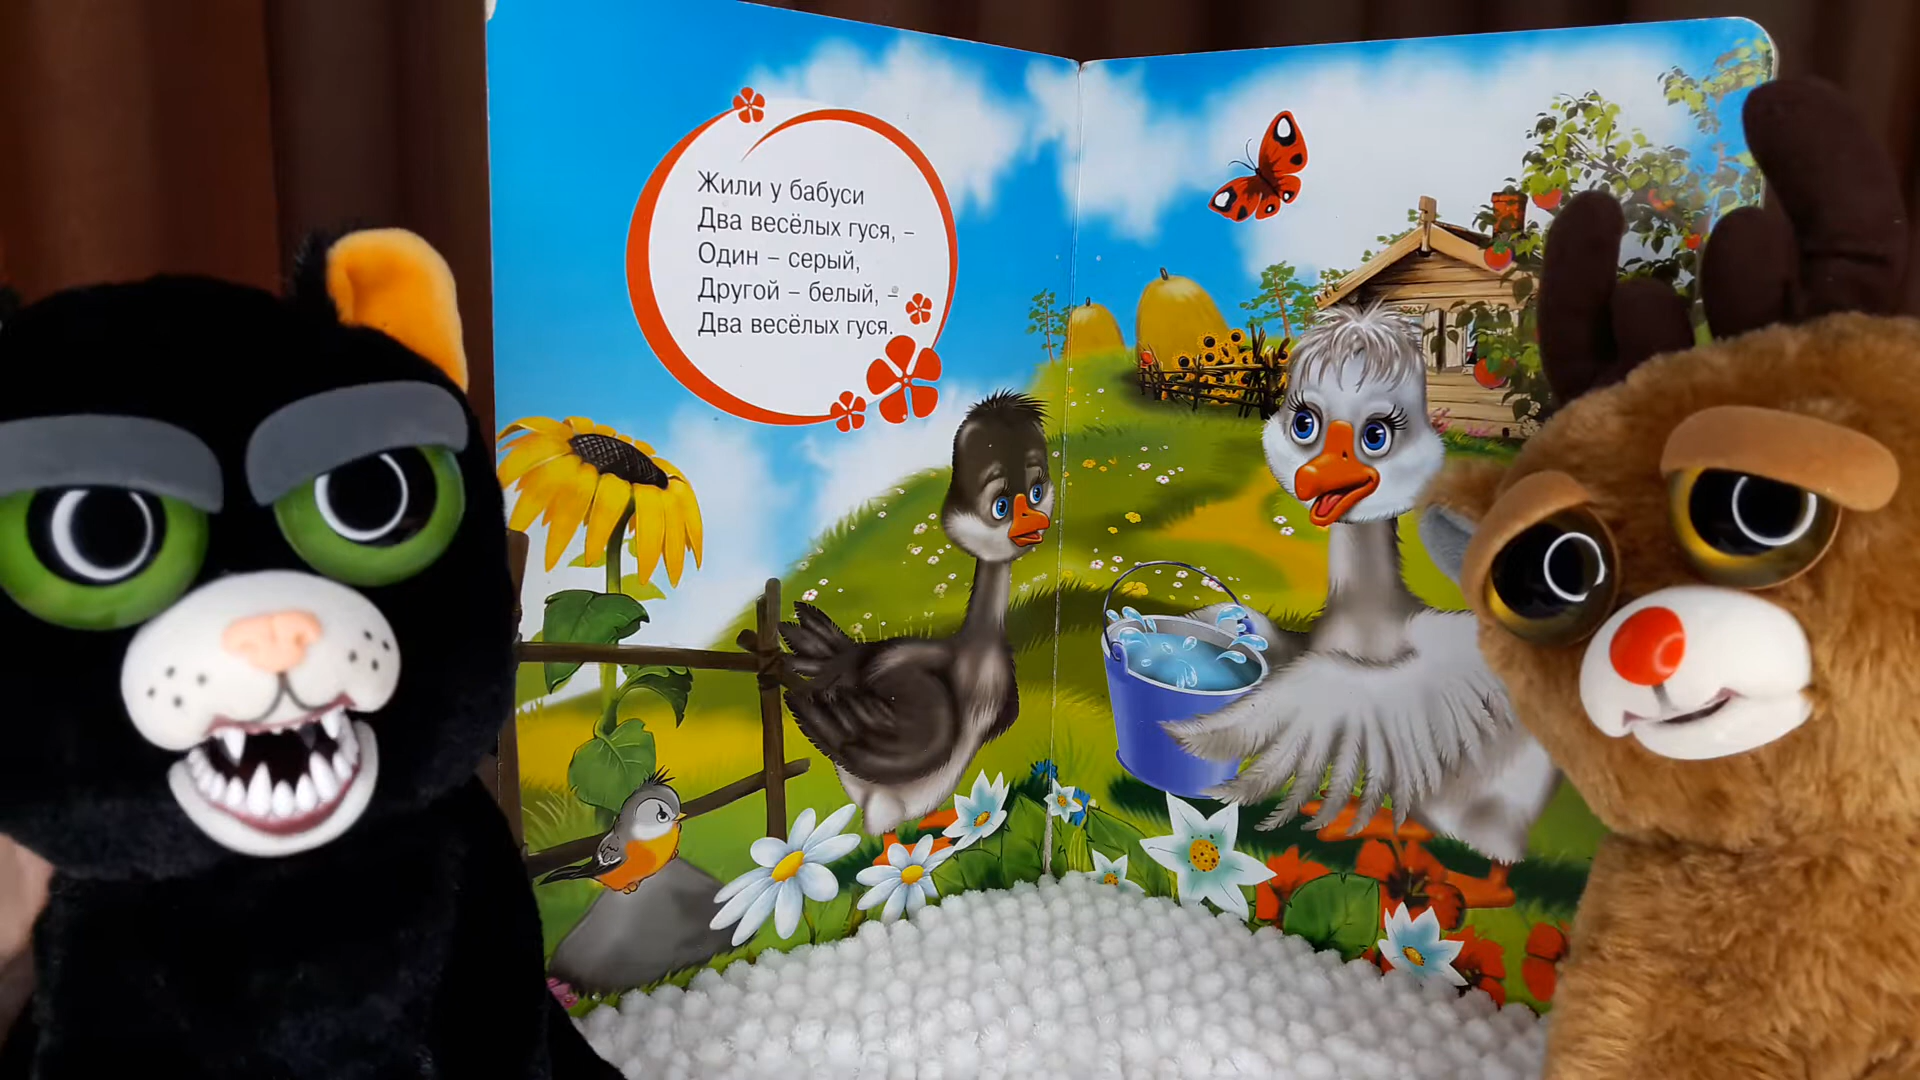 Жили у бабуси
Два весёлых гуся, –
Один – серый,
Другой – белый, –
Два весёлых гуся.